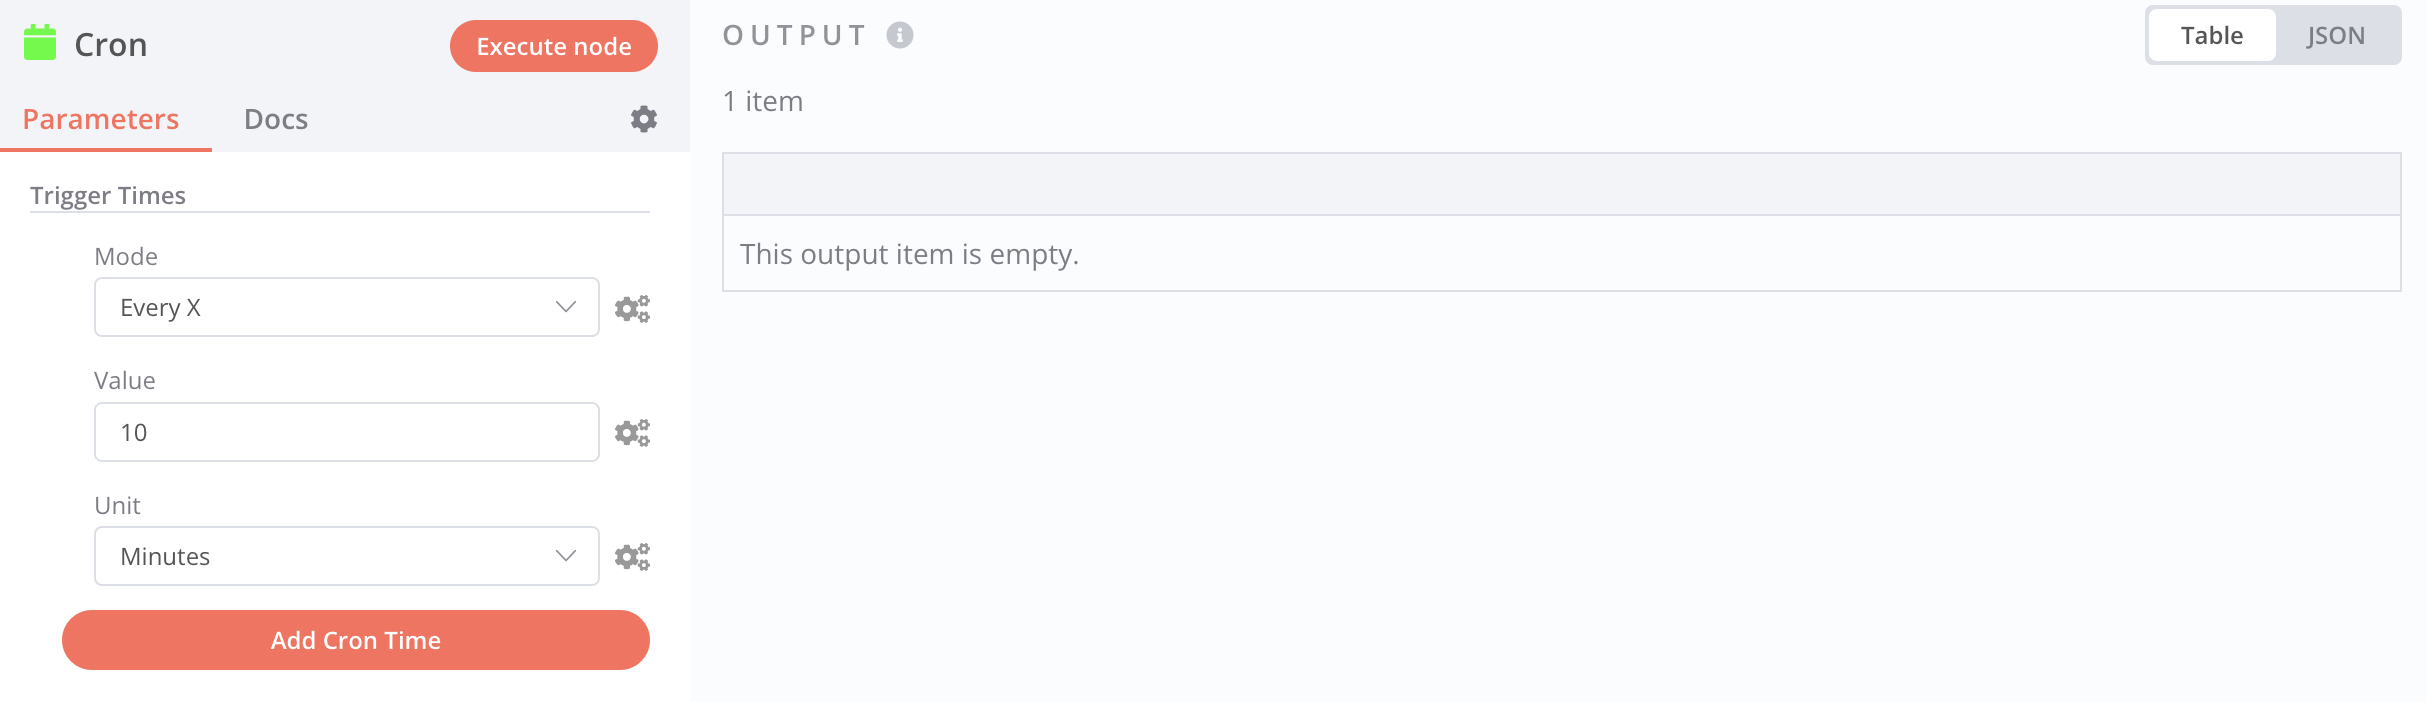 Cron
Execute node
Parameters
Docs
Trigger Times
Mode
Every X
Value
10
Unit
Minutes
Add Cron Time
OUTPUT
Table
JSON
1 item
This output item is empty.